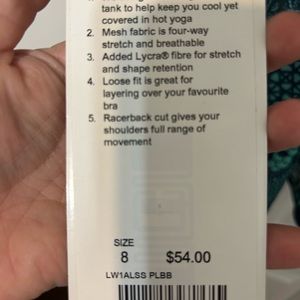 tank to help keep you cool yet
covered in hot yoga
2. Mesh fabric is four-way
stretch and breathable
3. Added Lycra® fibre for stretch
and shape retention
4. Loose fit is great for
layering over your favourite
bra
5. Racerback cut gives your
shoulders full range of
movement
SIZE
8 $54.00
LW1ALSS PLBB